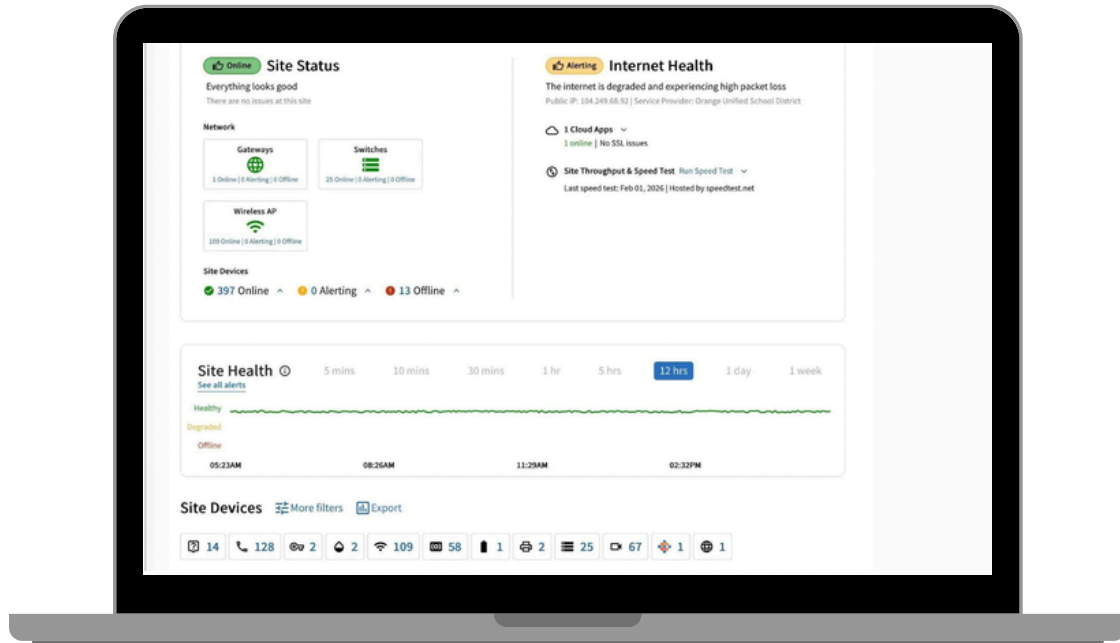 Online Site Status
Everything looks good
There are no issues at this site
Network
Gateways
1 Online | 0 Alerting | 0 Offline
Switches
25 Online | 0 Alerting | 0 Offline
Wireless AP
109 Online | 0 Alerting | 0 Offline
Site Devices
397 Online
0 Alerting
13 Offline
Alerting Internet Health
The internet is degraded and experiencing high packet loss
Public IP: 104.249.68.92 | Service Provider: Orange Unified School District
1 Cloud Apps
1 online | No SSL issues
Site Throughput & Speed Test Run Speed Test
Last speed test: Feb 01, 2026 | Hosted by speedtest.net
Site Health 5 mins 10 mins 30 mins 1 hr 5 hrs 12 hrs 1 day 1 week
See all alerts
Healthy
Degraded
Offline
05:23AM 08:26AM 11:29AM 02:32PM
Site Devices More filters Export
14 128 2 2 109 58 1 2 25 67 1 1